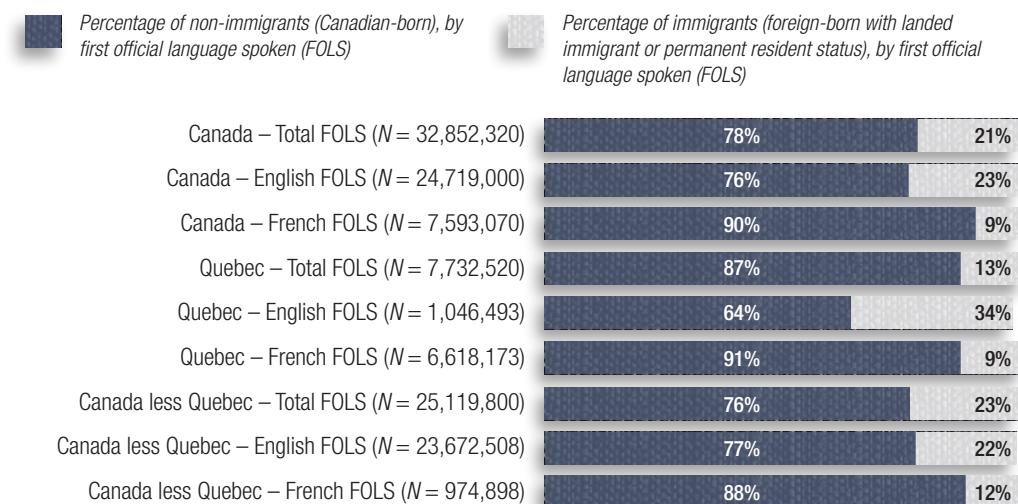 Percentage of non-immigrants (Canadian-born), by
first official language spoken (FOLS)
Percentage of immigrants (foreign-born with landed
immigrant or permanent resident status), by first official
language spoken (FOLS)
Canada – Total FOLS (N = 32,852,320) 78% 21%
Canada – English FOLS (N = 24,719,000) 76% 23%
Canada – French FOLS (N = 7,593,070) 90% 9%
Quebec – Total FOLS (N = 7,732,520) 87% 13%
Quebec – English FOLS (N = 1,046,493) 64% 34%
Quebec – French FOLS (N = 6,618,173) 91% 9%
Canada less Quebec – Total FOLS (N = 25,119,800) 76% 23%
Canada less Quebec – English FOLS (N = 23,672,508) 77% 22%
Canada less Quebec – French FOLS (N = 974,898) 88% 12%